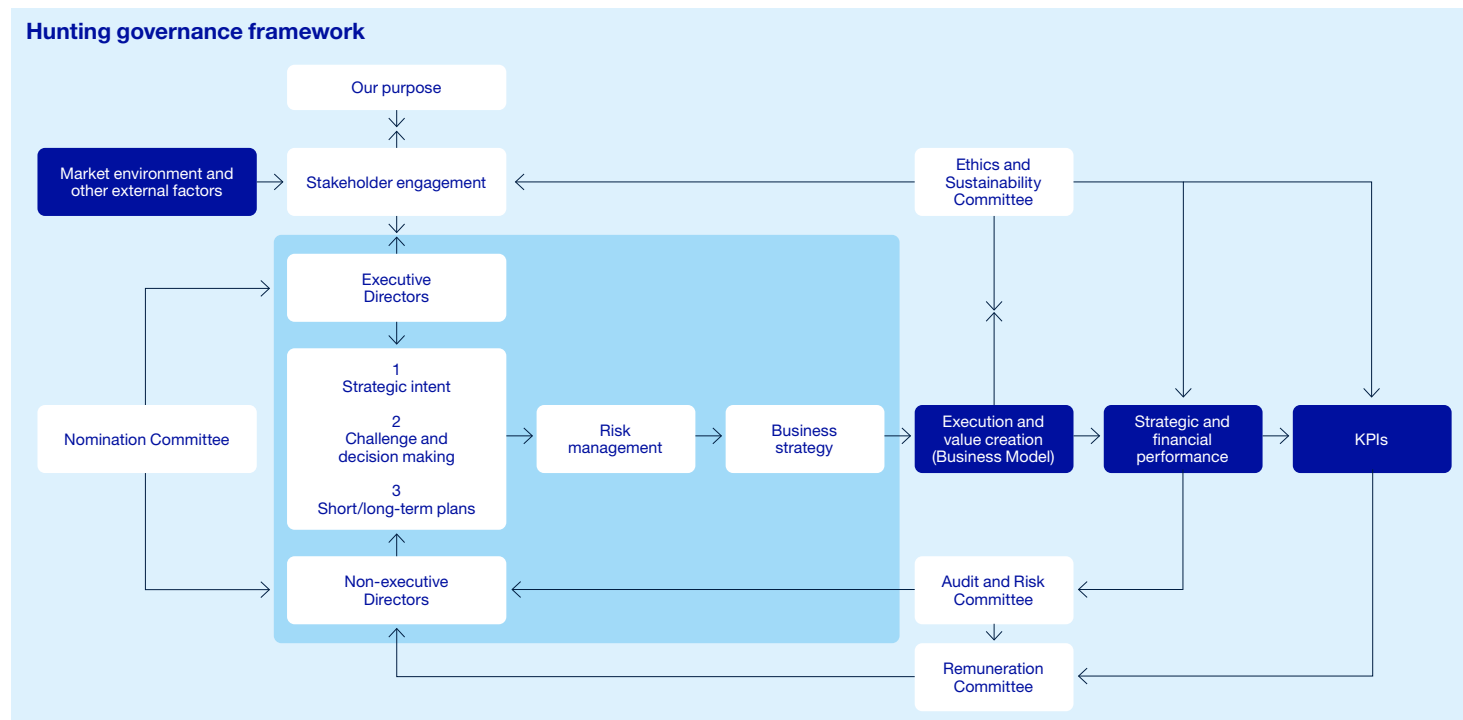 Hunting governance framework
Our purpose
Market environment and
other external factors
Stakeholder engagement
Ethics and
Sustainability
Committee
Executive
Directors
1
Strategic intent
2
Challenge and
decision making
3
Short/long-term plans
Nomination Committee
Risk
management
Business
strategy
Execution and
value creation
(Business Model)
Strategic and
financial
performance
KPIs
Non-executive
Directors
Audit and Risk
Committee
Remuneration
Committee